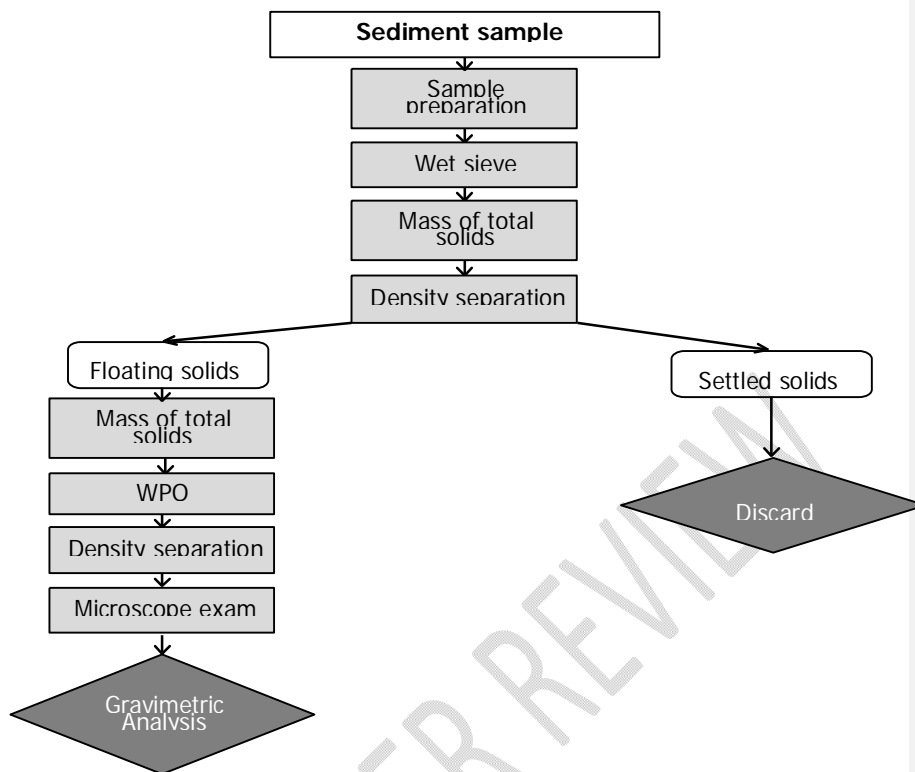 Sediment sample
Sample
preparation
Wet sieve
Mass of total
solids
Density separation
Floating solids
Settled solids
Mass of total
solids
WPO
Discard
Density separation
Microscope exam
Gravimetric
Analysis
ER REVIEW